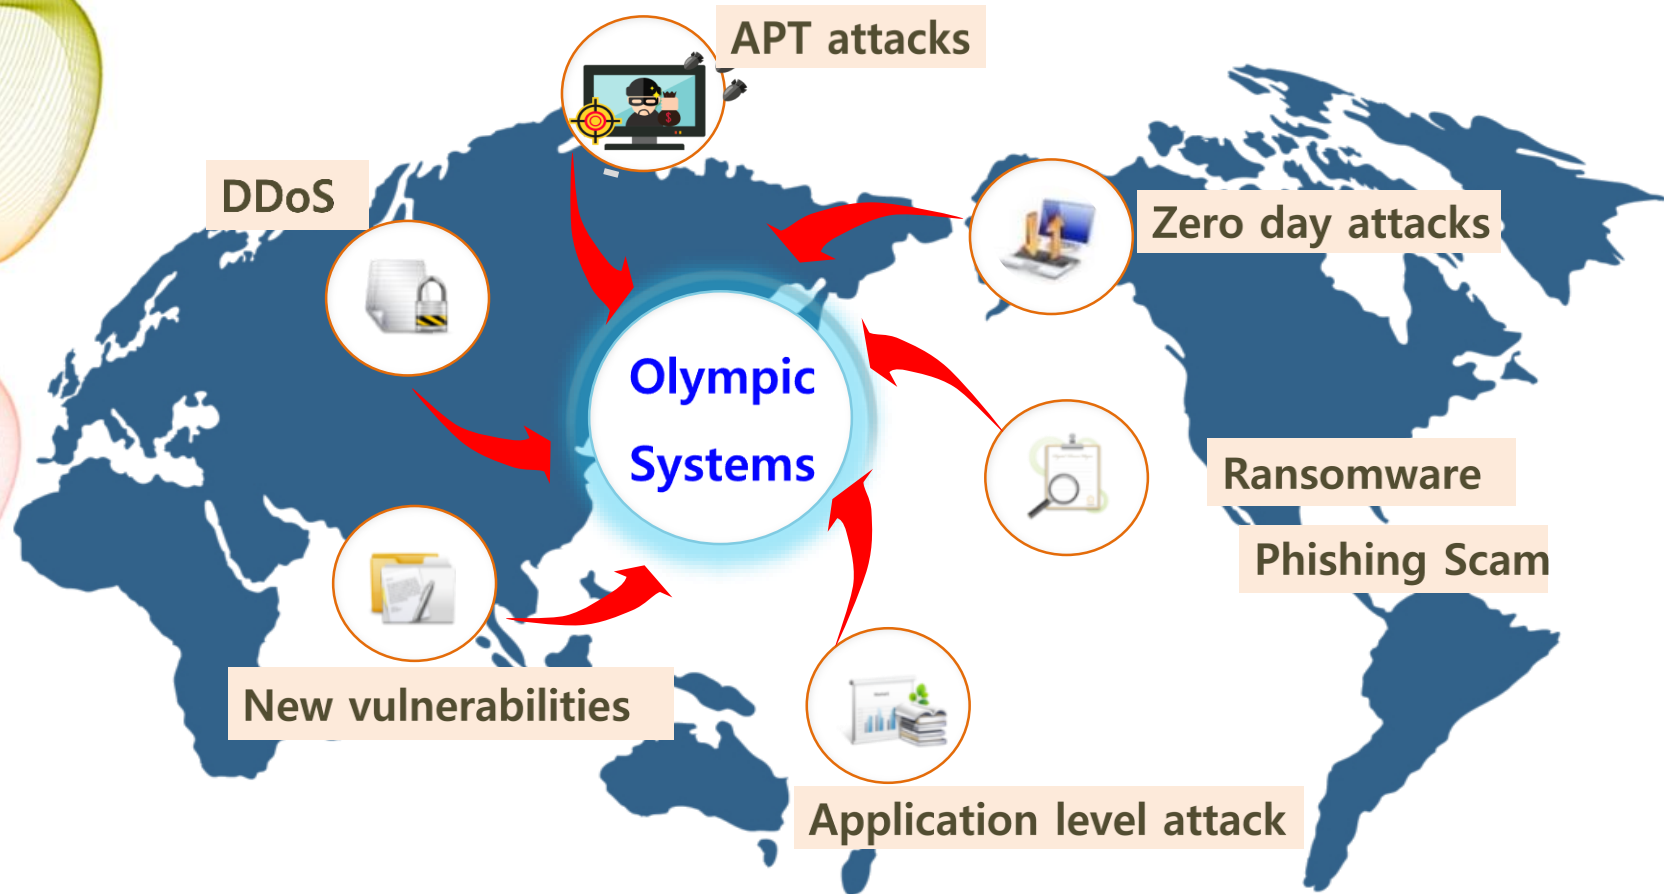 APT attacks
DDoS
Zero day attacks
Olympic
Systems
Ransomware
Phishing Scam
New vulnerabilities
Application level attack